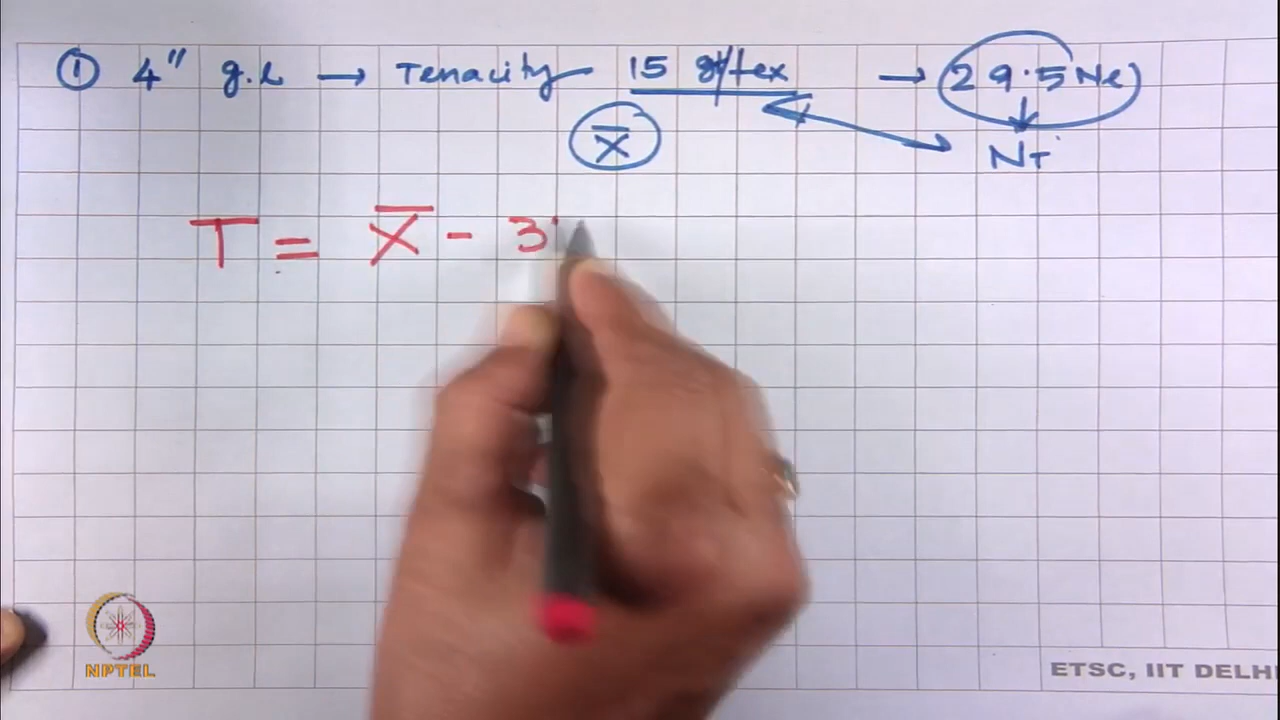 ① 4" g.l → Tenacity 15 g/tex → 29.5 Ne
X̄
NT
T = X̄ - 3
NPTEL
ETSC, IIT DELHI